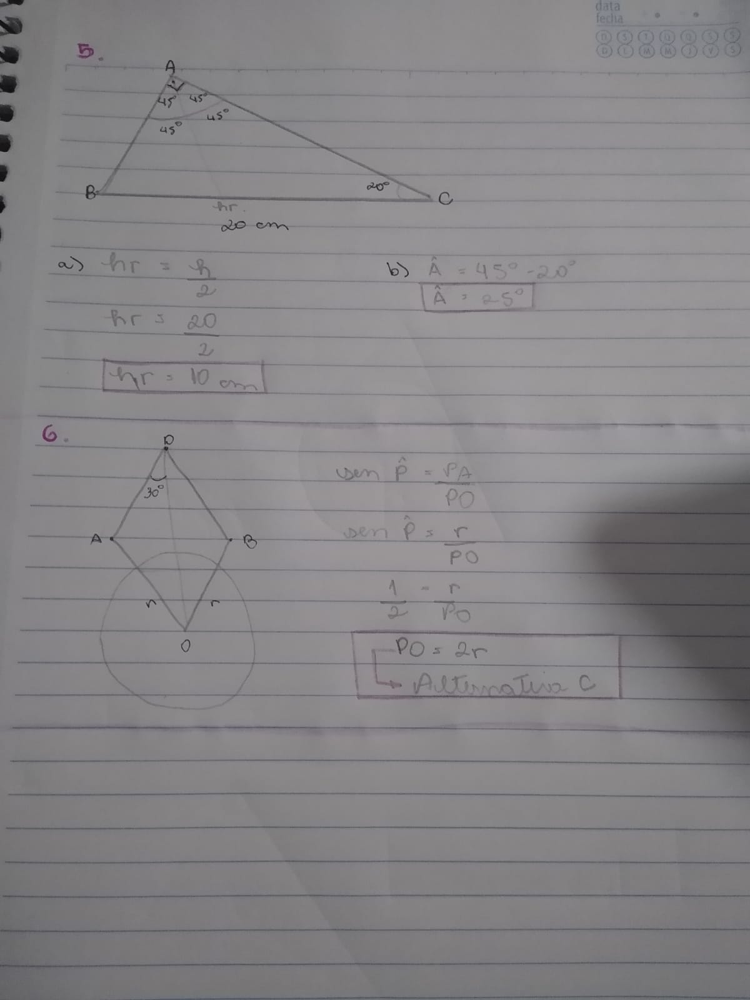 data
fecha
D S T Q Q S S
D L M M J V S
5.
A
45° 45°
45° 45°
B 20° C
hr.
20 cm
a) hr = h/2
hr = 20/2
hr = 10 cm
b) Â = 45° - 20°
Â = 25°
6.
P
30°
A B
r r
O
sen P̂ = PA/PO
sen P̂ = r/PO
1/2 = r/PO
PO = 2r
Alternativa C